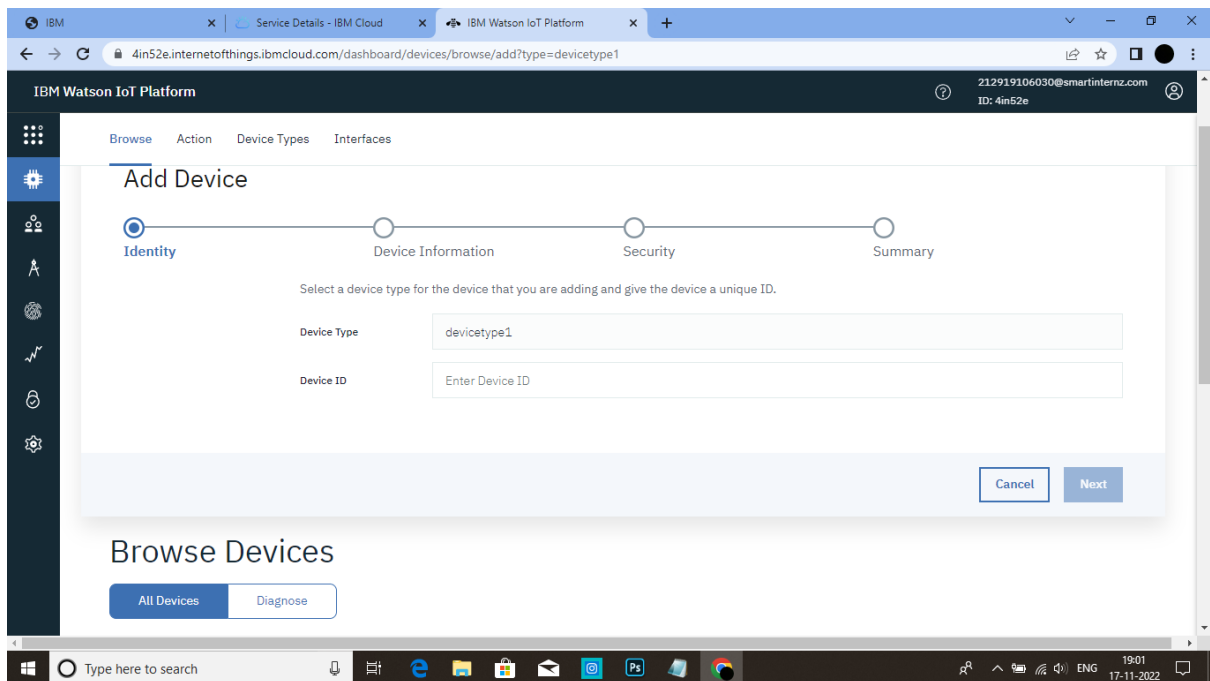 IBM
Service Details - IBM Cloud
IBM Watson IoT Platform
4in52e.internetofthings.ibmcloud.com/dashboard/devices/browse/add?type=devicetype1
IBM Watson IoT Platform
212919106030@smartinternz.com
ID: 4in52e
Browse Action Device Types Interfaces
Add Device
Identity Device Information Security Summary
Select a device type for the device that you are adding and give the device a unique ID.
Device Type devicetype1
Device ID Enter Device ID
Cancel Next
Browse Devices
All Devices Diagnose
Type here to search
Ps
ENG
19:01
17-11-2022